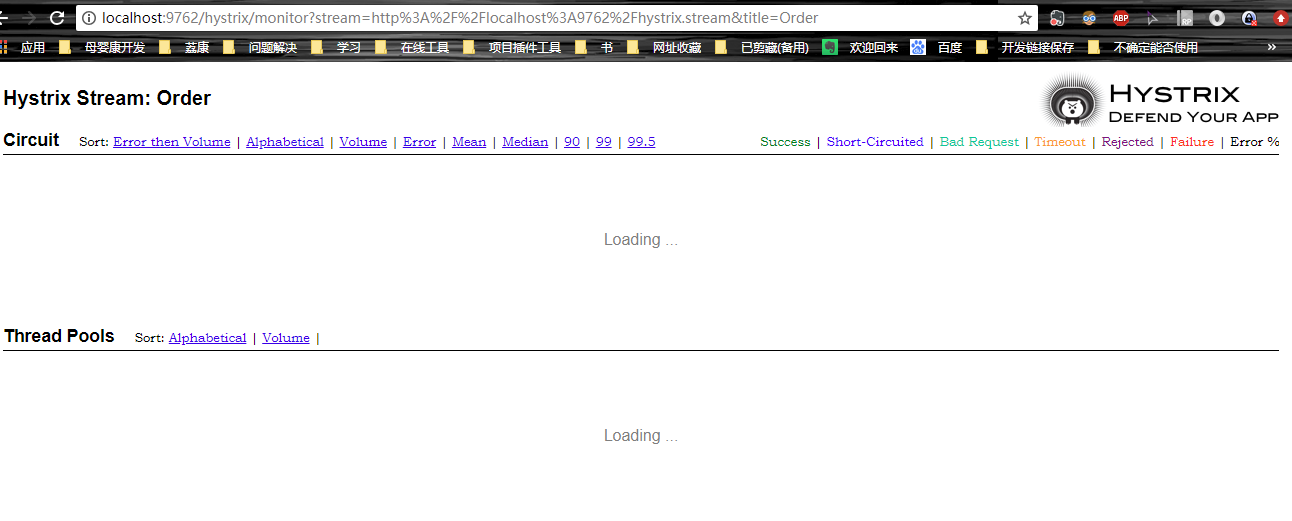 localhost:9762/hystrix/monitor?stream=http%3A%2F%2Flocalhost%3A9762%2Fhystrix.stream&title=Order
ABP RP
应用 母婴康开发 荔康 问题解决 学习 在线工具 项目插件工具 书 网址收藏 已剪藏(备用) 欢迎回来 百度 开发链接保存 不确定能否使用 »
Hystrix Stream: Order
HYSTRIX
DEFEND YOUR APP
Circuit Sort: Error then Volume | Alphabetical | Volume | Error | Mean | Median | 90 | 99 | 99.5 Success | Short-Circuited | Bad Request | Timeout | Rejected | Failure | Error %
Loading ...
Thread Pools Sort: Alphabetical | Volume |
Loading ...